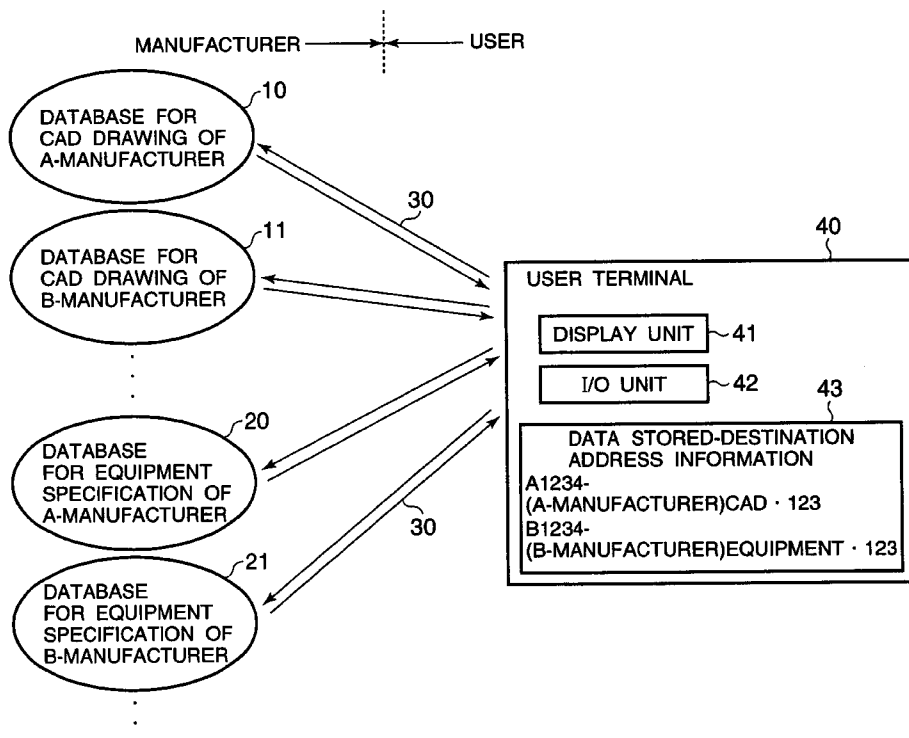 MANUFACTURER
USER
10
DATABASE FOR
CAD DRAWING OF
A-MANUFACTURER
30
11
DATABASE FOR
CAD DRAWING OF
B-MANUFACTURER
40
USER TERMINAL
DISPLAY UNIT
41
I/O UNIT
42
43
DATA STORED-DESTINATION
ADDRESS INFORMATION
A1234-
(A-MANUFACTURER)CAD · 123
B1234-
(B-MANUFACTURER)EQUIPMENT · 123
20
DATABASE
FOR EQUIPMENT
SPECIFICATION OF
A-MANUFACTURER
30
21
DATABASE
FOR EQUIPMENT
SPECIFICATION OF
B-MANUFACTURER